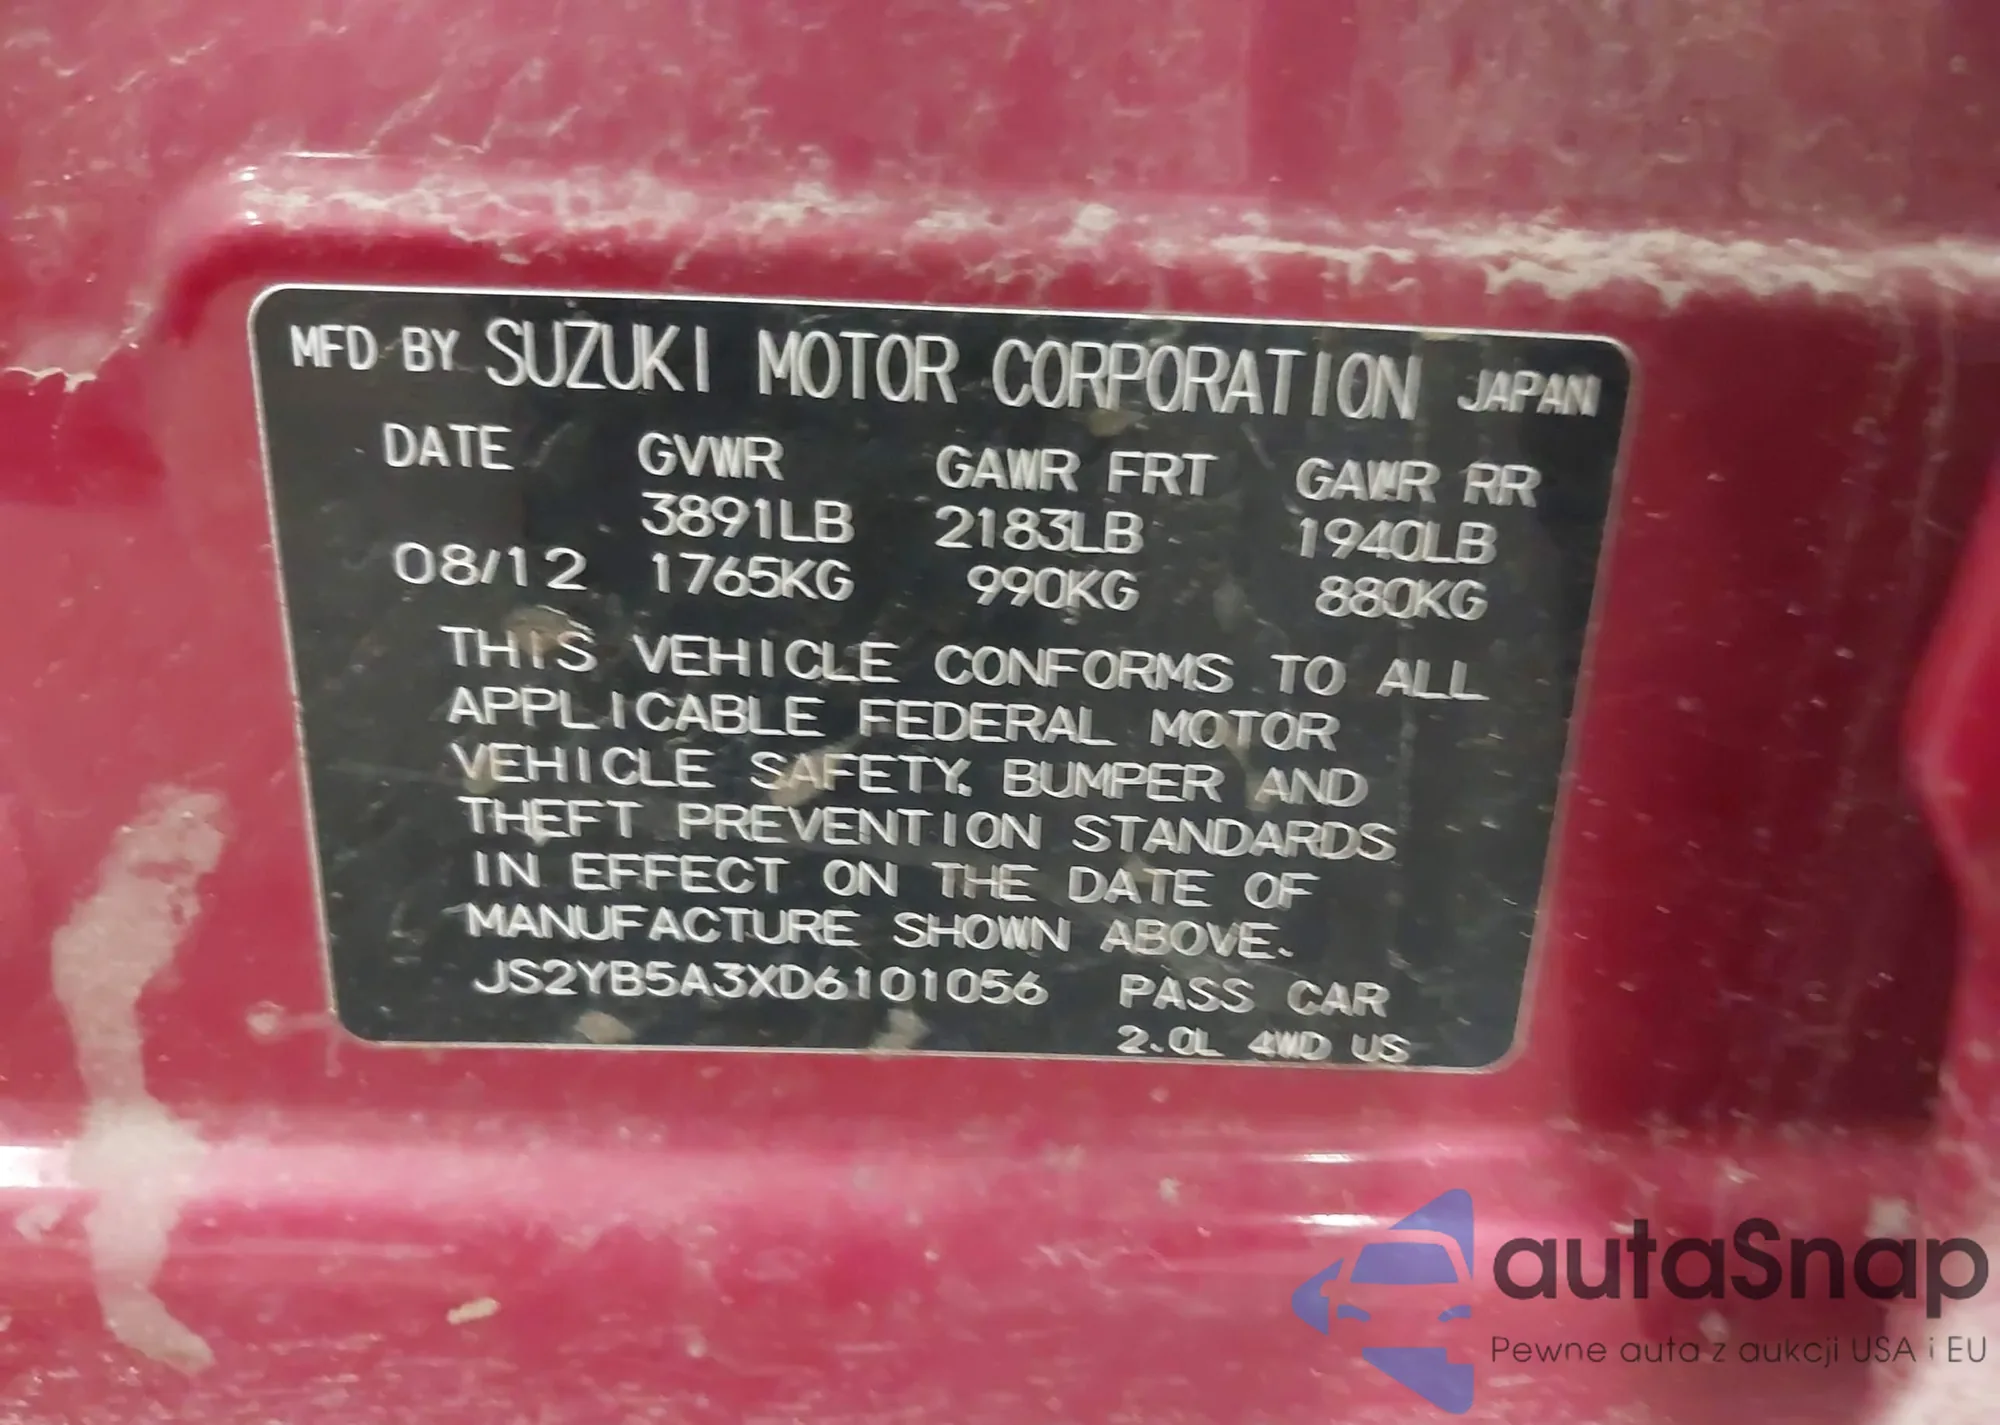 MFD BY SUZUKI MOTOR CORPORATION JAPAN
DATE GVWR GAWR FRT GAWR RR
3891LB 2183LB 1940LB
08/12 1765KG 990KG 880KG
THIS VEHICLE CONFORMS TO ALL
APPLICABLE FEDERAL MOTOR
VEHICLE SAFETY, BUMPER AND
THEFT PREVENTION STANDARDS
IN EFFECT ON THE DATE OF
MANUFACTURE SHOWN ABOVE.
JS2YB5A3XD6101056 PASS CAR
2.0L 4WD US
autaSnap
Pewne auta z aukcji USA i EU